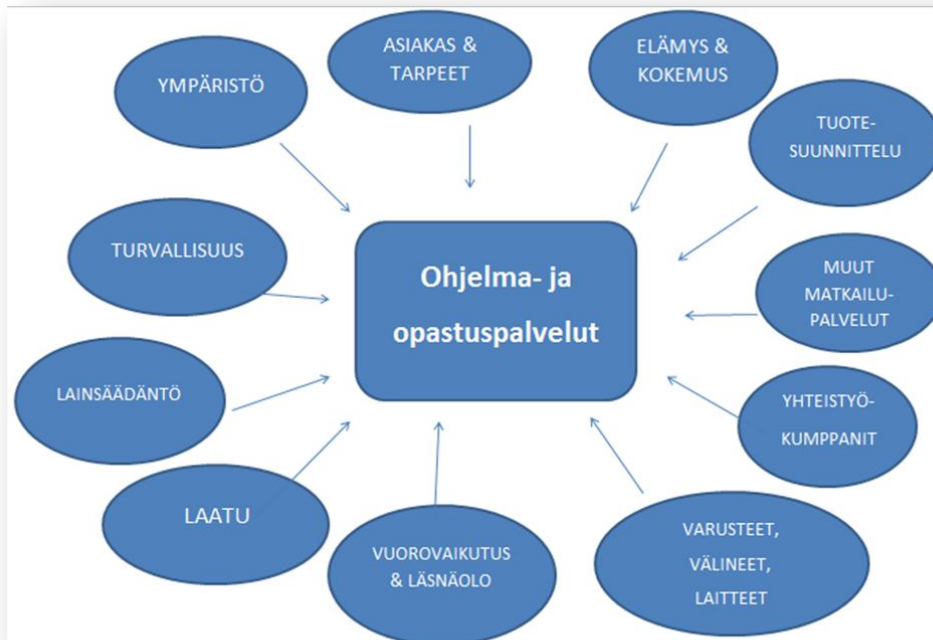 ASIAKAS &
TARPEET
ELÄMYS &
KOKEMUS
YMPÄRISTÖ
TUOTE-
SUUNNITTELU
TURVALLISUUS
Ohjelma- ja
opastuspalvelut
MUUT
MATKAILU-
PALVELUT
LAINSÄÄDÄNTÖ
YHTEISTYÖ-
KUMPPANIT
LAATU
VUOROVAIKUTUS
& LÄSNÄOLO
VARUSTEET,
VÄLINEET,
LAITTEET